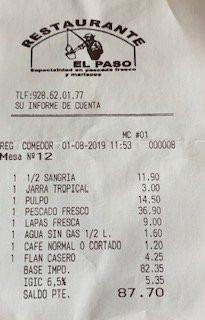 RESTAURANTE
EL PASO
Especialidad en pescado fresco
y mariscos
TLF:928.62.01.77
SU INFORME DE CUENTA
MC #01
REG COMEDOR 01-08-2019 11:53 000008
Mesa Nº12
1 1/2 SANGRIA 11.90
1 JARRA TROPICAL 3.00
1 PULPO 14.50
1 PESCADO FRESCO 36.90
1 LAPAS FRESCA 9.00
1 AGUA SIN GAS 1/2 L. 1.60
1 CAFE NORMAL O CORTADO 1.20
1 FLAN CASERO 4.25
BASE IMPO. 82.35
IGIC 6,5% 5.35
SALDO PTE. 87.70